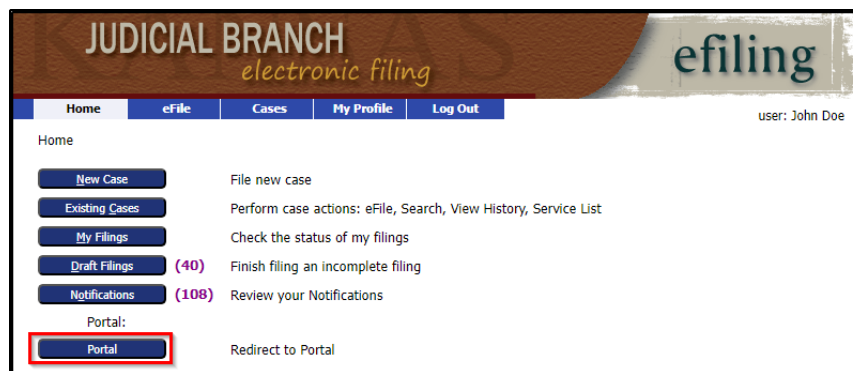 KANSAS
JUDICIAL BRANCH
electronic filing
efiling
Home eFile Cases My Profile Log Out
user: John Doe
Home
New Case File new case
Existing Cases Perform case actions: eFile, Search, View History, Service List
My Filings Check the status of my filings
Draft Filings (40) Finish filing an incomplete filing
Notifications (108) Review your Notifications
Portal:
Portal Redirect to Portal